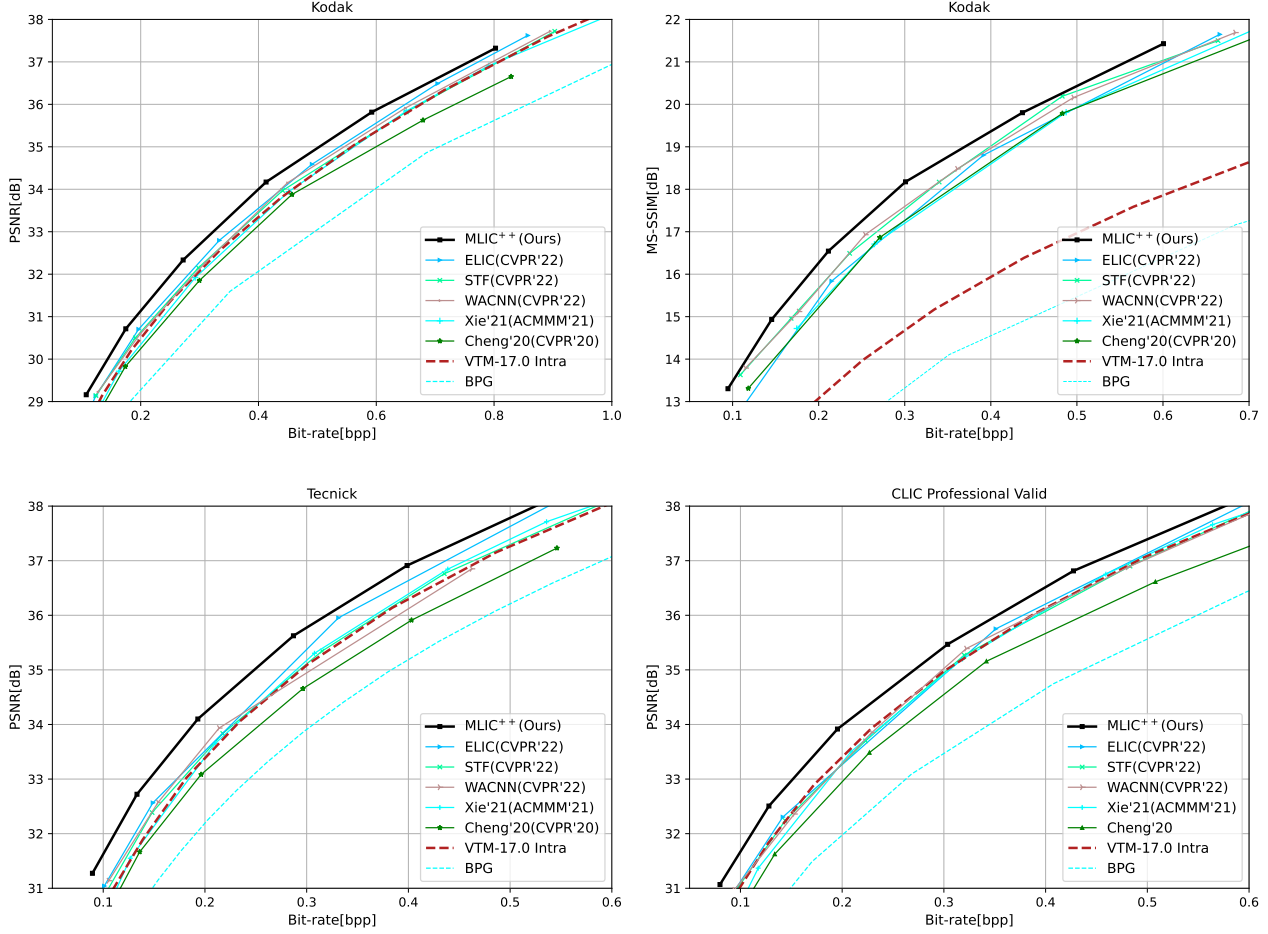 Kodak
38
37
36
35
34
33
32
31
30
29
PSNR[dB]
0.2
0.4
0.6
0.8
1.0
Bit-rate[bpp]
MLIC++(Ours)
ELIC(CVPR'22)
STF(CVPR'22)
WACNN(CVPR'22)
Xie'21(ACMMM'21)
Cheng'20(CVPR'20)
VTM-17.0 Intra
BPG
Kodak
22
21
20
19
18
17
16
15
14
13
MS-SSIM[dB]
0.1
0.2
0.3
0.4
0.5
0.6
0.7
Bit-rate[bpp]
MLIC++(Ours)
ELIC(CVPR'22)
STF(CVPR'22)
WACNN(CVPR'22)
Xie'21(ACMMM'21)
Cheng'20(CVPR'20)
VTM-17.0 Intra
BPG
Tecnick
38
37
36
35
34
33
32
31
PSNR[dB]
0.1
0.2
0.3
0.4
0.5
0.6
Bit-rate[bpp]
MLIC++(Ours)
ELIC(CVPR'22)
STF(CVPR'22)
WACNN(CVPR'22)
Xie'21(ACMMM'21)
Cheng'20(CVPR'20)
VTM-17.0 Intra
BPG
CLIC Professional Valid
38
37
36
35
34
33
32
31
PSNR[dB]
0.1
0.2
0.3
0.4
0.5
0.6
Bit-rate[bpp]
MLIC++(Ours)
ELIC(CVPR'22)
STF(CVPR'22)
WACNN(CVPR'22)
Xie'21(ACMMM'21)
Cheng'20
VTM-17.0 Intra
BPG